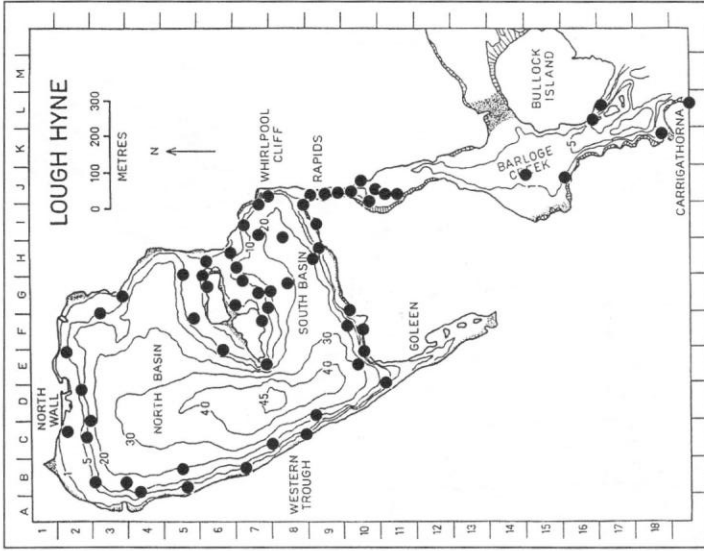 LOUGH HYNE
0 100 200 300
METRES
N
NORTH
WALL
NORTH BASIN
SOUTH BASIN
WESTERN
TROUGH
GOLEEN
WHIRLPOOL
CLIFF
RAPIDS
BARLOGE
CREEK
BULLOCK
ISLAND
CARRIGATHORNA
1
5
20
30
40
45
10
20
30
40
5
A B C D E F G H I J K L M
1 2 3 4 5 6 7 8 9 10 11 12 13 14 15 16 17 18